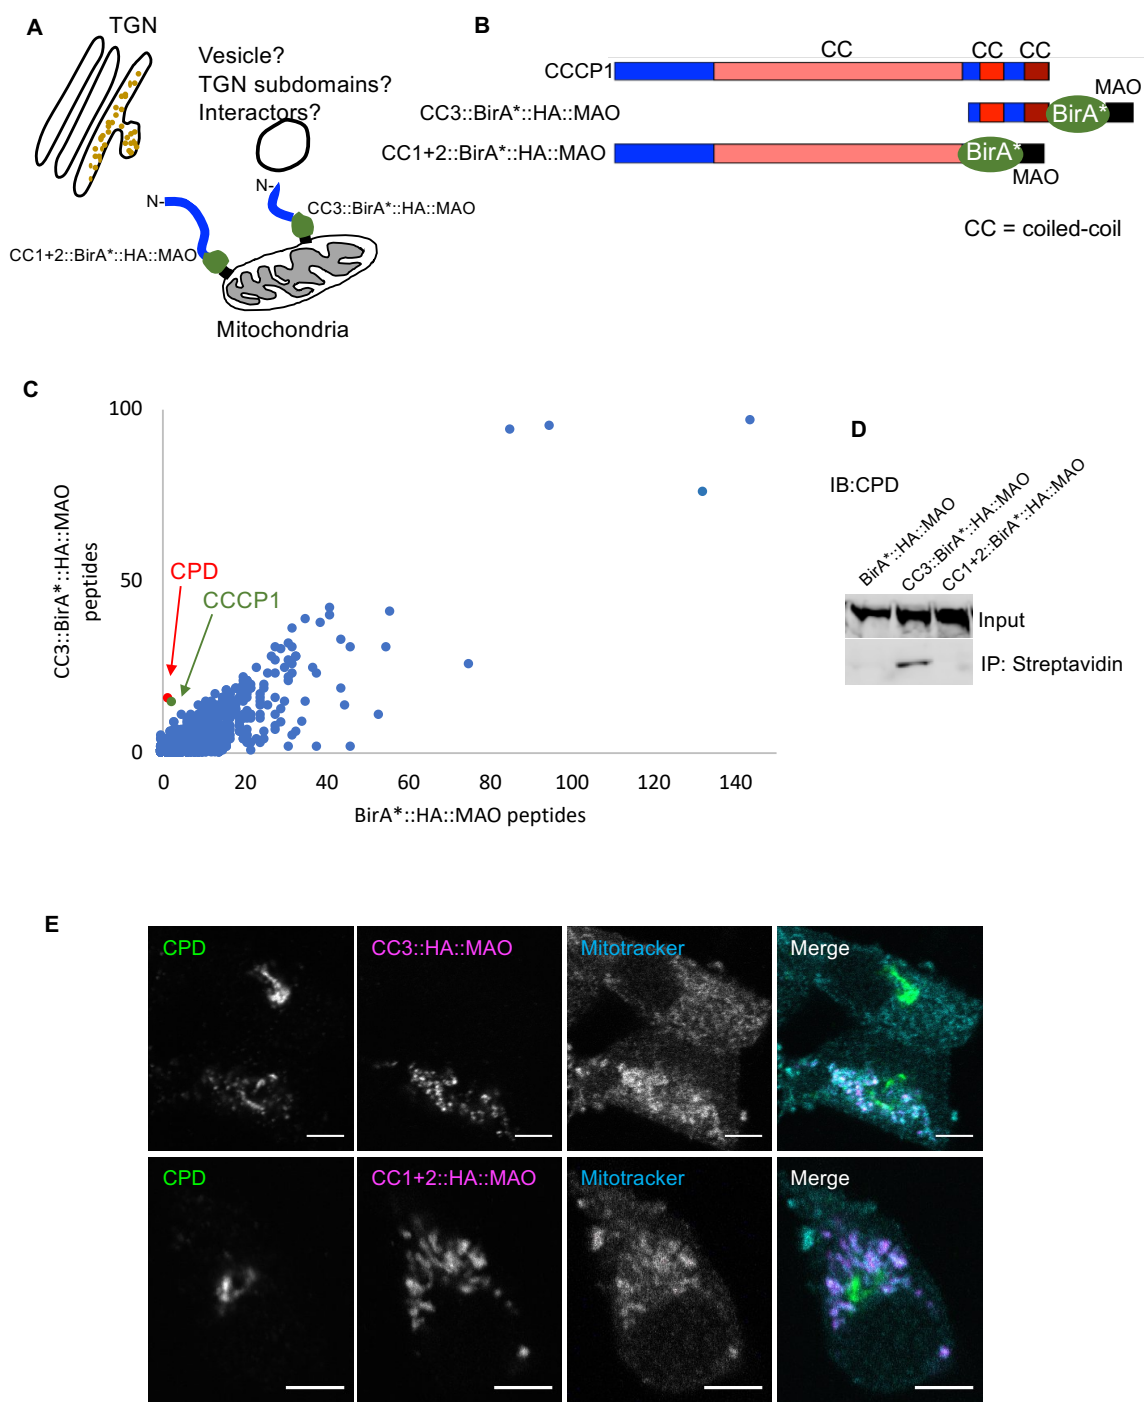 A
TGN
Vesicle?
TGN subdomains?
Interactors?
N-
N-
CC3::BirA*::HA::MAO
CC1+2::BirA*::HA::MAO
Mitochondria
B
CC
CC
CC
CCCP1
MAO
CC3::BirA*::HA::MAO
BirA*
CC1+2::BirA*::HA::MAO
BirA*
MAO
CC = coiled-coil
C
100
50
0
CC3::BirA*::HA::MAO
peptides
CPD
CCCP1
0 20 40 60 80 100 120 140
BirA*::HA::MAO peptides
D
IB:CPD
BirA*::HA::MAO
CC3::BirA*::HA::MAO
CC1+2::BirA*::HA::MAO
Input
IP: Streptavidin
E
CPD
CC3::HA::MAO
Mitotracker
Merge
CPD
CC1+2::HA::MAO
Mitotracker
Merge